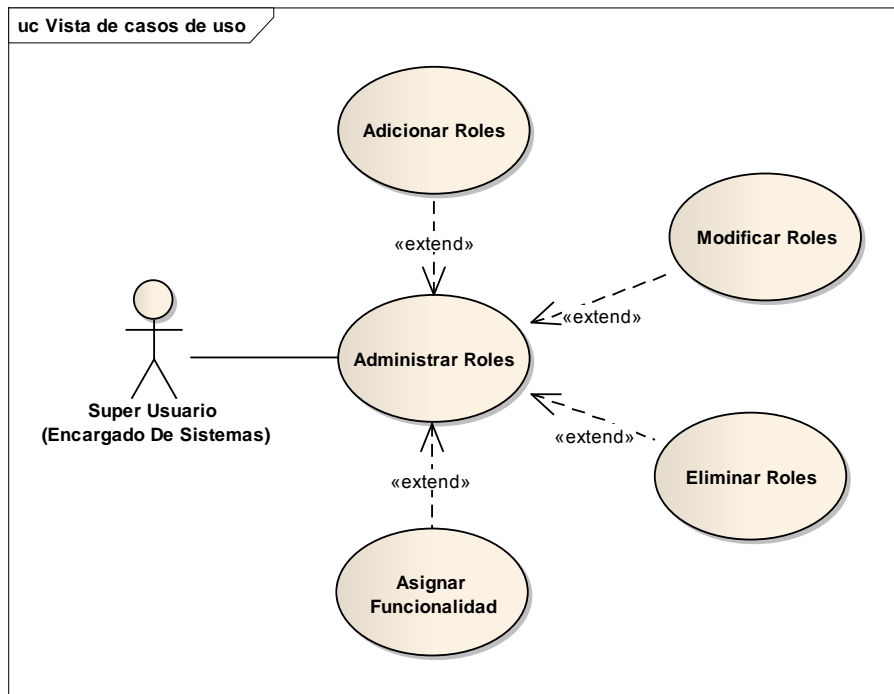 uc Vista de casos de uso
Adicionar Roles
Modificar Roles
«extend»
«extend»
Administrar Roles
Super Usuario
(Encargado De Sistemas)
«extend»
Eliminar Roles
«extend»
Asignar
Funcionalidad